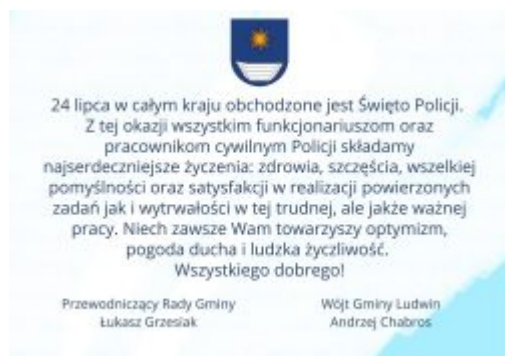 24 lipca w całym kraju obchodzone jest Święto Policji.
Z tej okazji wszystkim funkcjonariuszom oraz
pracownikom cywilnym Policji składamy
najserdeczniejsze życzenia: zdrowia, szczęścia, wszelkiej
pomyślności oraz satysfakcji w realizacji powierzonych
zadań jak i wytrwałości w tej trudnej, ale jakże ważnej
pracy. Niech zawsze Wam towarzyszy optymizm,
pogoda ducha i ludzka życzliwość.
Wszystkiego dobrego!
Przewodniczący Rady Gminy
Łukasz Grzesiak
Wójt Gminy Ludwin
Andrzej Chabros